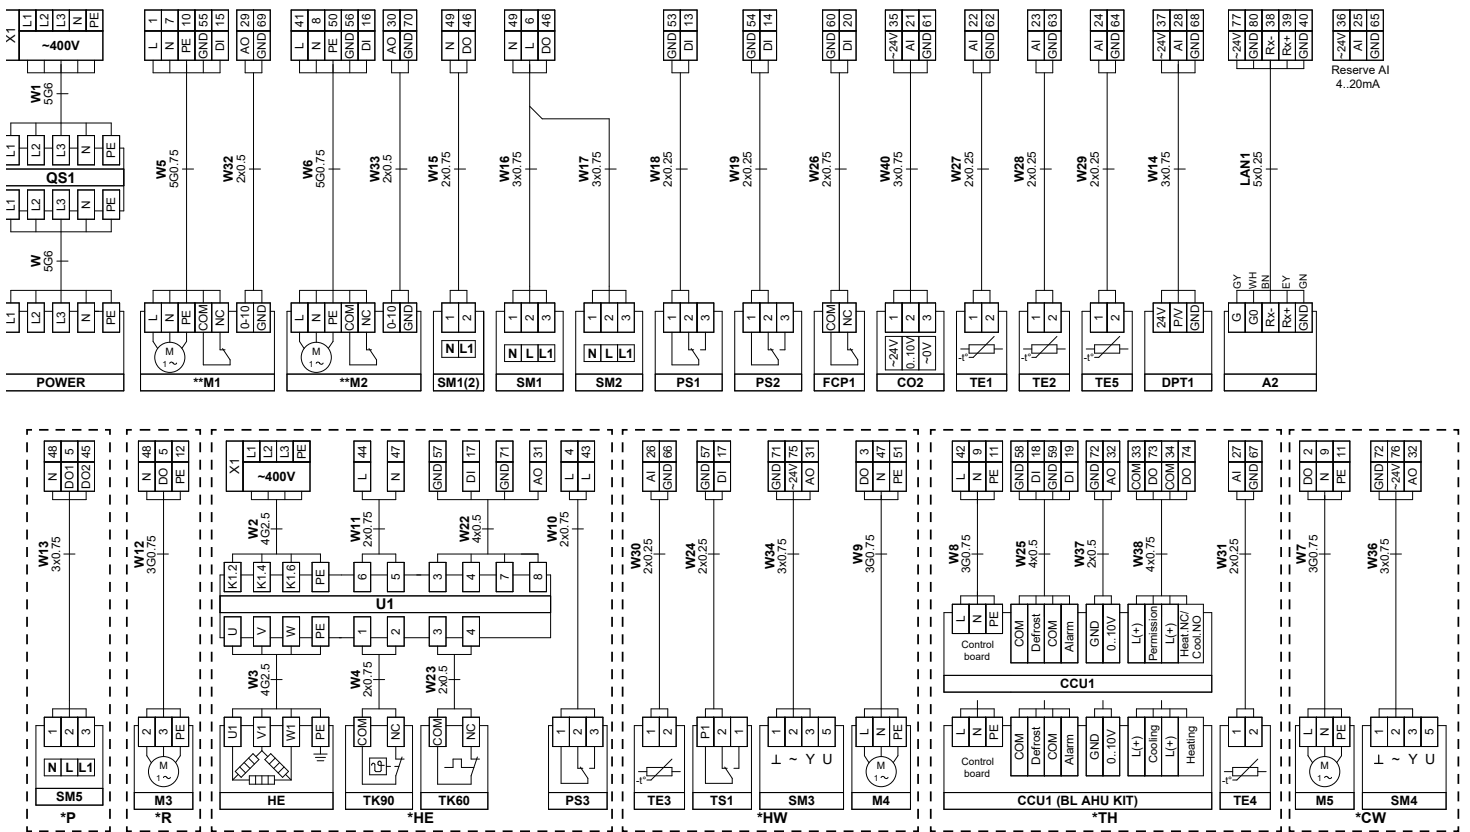 X1 L1 L2 L3 N PE
~400V
W1 5G6
L1 L2 L3 N PE
QS1
L1 L2 L3 N PE
W 5G6
L1 L2 L3 N PE
POWER
1 7 10 55 15
L N PE GND DI
W5 5G0.75
L N PE COM NC
M 1~
29 69
AO GND
W32 2x0.5
0-10 GND
**M1
41 8 50 56 16
L N PE GND DI
W6 5G0.75
L N PE COM NC
M 1~
30 70
AO GND
W33 2x0.5
0-10 GND
**M2
49 46
N DO
W15 2x0.75
1 2
N L1
SM1(2)
49 6 46
N L DO
W16 3x0.75
1 2 3
N L L1
SM1
W17 3x0.75
1 2 3
N L L1
SM2
53 13
GND DI
W18 2x0.25
1 2 3
PS1
54 14
GND DI
W19 2x0.25
1 2 3
PS2
60 20
GND DI
W26 2x0.75
COM NC
FCP1
35 21 61
~24V AI GND
W40 3x0.75
1 2 3
~24V 0..10V ~0V
CO2
22 62
AI GND
W27 2x0.25
1 2
-t°
TE1
23 63
AI GND
W28 2x0.25
1 2
-t°
TE2
24 64
AI GND
W29 2x0.25
1 2
-t°
TE5
37 28 68
~24V AI GND
W14 3x0.75
24V P/V GND
DPT1
77 80 38 39 40
~24V GND Rx- Rx+ GND
LAN1 5x0.25
GY WH BN EY GN
G G0 Rx- Rx+ GND
A2
36 25 65
~24V AI GND
Reserve AI
4..20mA
48 5 45
N DO1 DO2
W13 3x0.75
1 2 3
N L L1
SM5
*P
48 5 12
N DO PE
W12 3G0.75
2 3 PE
M 1~
M3
*R
X1 L1 L2 L3 PE
~400V
W2 4G2.5
K1.2 K1.4 K1.6 PE
44 47
L N
W11 2x0.75
6 5
57 17 71 31
GND DI GND AO
W22 4x0.5
3 4 7 8
U1
U V W PE
1 2
3 4
W3 4G2.5
U1 V1 W1 PE
HE
W4 2x0.75
COM NC
TK90
W23 2x0.5
COM NC
TK60
4 43
L L
W10 2x0.75
1 2 3
PS3
*HE
26 66
AI GND
W30 2x0.25
1 2
-t°
TE3
57 17
GND DI
W24 2x0.25
P1 2 1
TS1
71 75 31
GND ~24V AO
W34 3x0.75
1 2 3 5
⊥ ~ Y U
SM3
3 47 51
DO N PE
W9 3G0.75
L N PE
M 1~
M4
*HW
42 9 11
L N PE
W8 3G0.75
L N PE
Control
board
58 18 59 19
GND DI GND DI
W25 4x0.5
COM Defrost COM Alarm
72 32
GND AO
W37 2x0.5
GND 0..10V
33 73 34 74
COM DO COM DO
W38 4x0.75
L(+) Permission L(+) Heat.NC/ Cool.NO
CCU1
L N PE
Control
board
COM Defrost COM Alarm
GND 0..10V
L(+) Cooling L(+) Heating
CCU1 (BL AHU KIT)
27 67
AI GND
W31 2x0.25
1 2
-t°
TE4
*TH
2 9 11
DO N PE
W7 3G0.75
L N PE
M 1~
M5
72 76 32
GND ~24V AO
W36 3x0.75
1 2 3 5
⊥ ~ Y U
SM4
*CW